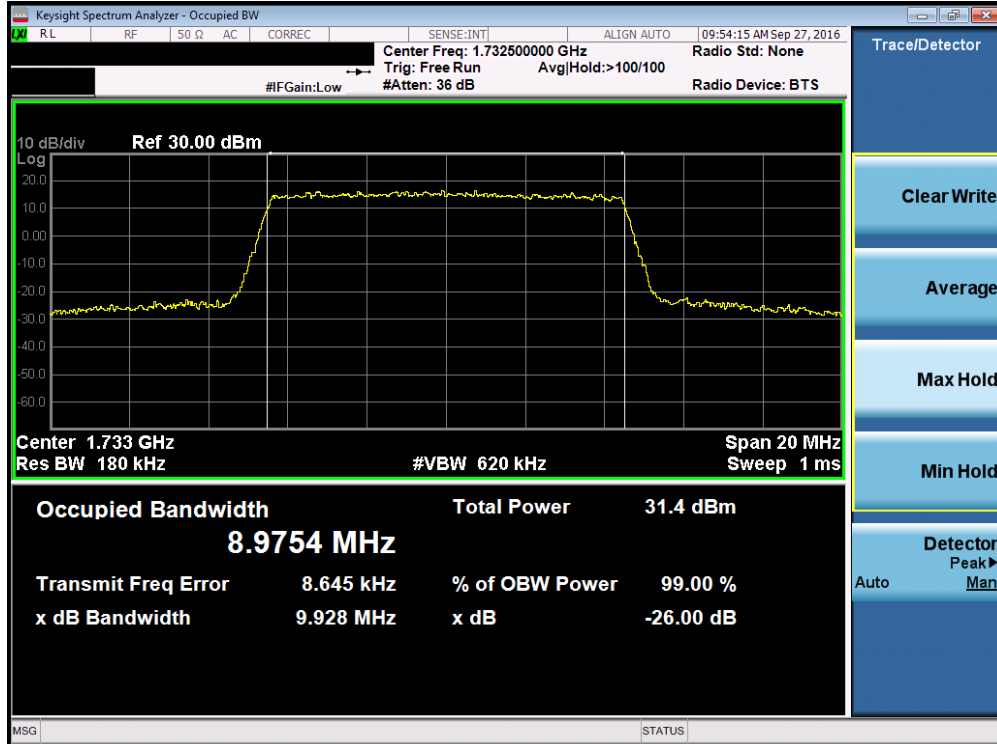 Keysight Spectrum Analyzer - Occupied BW
LXI RL RF 50 Ω AC CORREC SENSE:INT ALIGN AUTO 09:54:15 AM Sep 27, 2016
Center Freq: 1.732500000 GHz Radio Std: None
Trig: Free Run Avg|Hold:>100/100
#IFGain:Low #Atten: 36 dB Radio Device: BTS
10 dB/div Ref 30.00 dBm
Log
20.0
10.0
0.00
-10.0
-20.0
-30.0
-40.0
-50.0
-60.0
Center 1.733 GHz Span 20 MHz
Res BW 180 kHz #VBW 620 kHz Sweep 1 ms
Occupied Bandwidth Total Power 31.4 dBm
8.9754 MHz
Transmit Freq Error 8.645 kHz % of OBW Power 99.00 %
x dB Bandwidth 9.928 MHz x dB -26.00 dB
MSG STATUS
Trace/Detector
Clear Write
Average
Max Hold
Min Hold
Detector
Peak▶
Auto Man